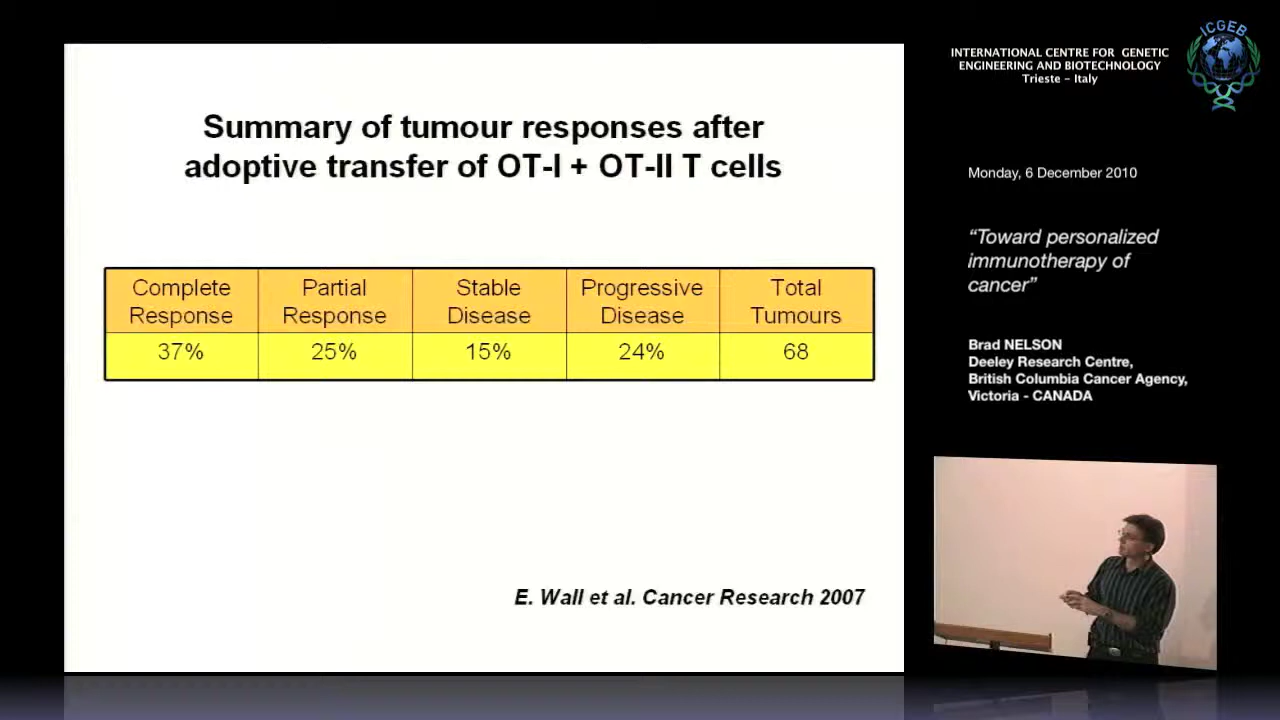 Summary of tumour responses after
adoptive transfer of OT-I + OT-II T cells
Complete Response
Partial Response
Stable Disease
Progressive Disease
Total Tumours
37%
25%
15%
24%
68
E. Wall et al. Cancer Research 2007
INTERNATIONAL CENTRE FOR GENETIC
ENGINEERING AND BIOTECHNOLOGY
Trieste – Italy
ICGEB
Monday, 6 December 2010
“Toward personalized
immunotherapy of
cancer”
Brad NELSON
Deeley Research Centre,
British Columbia Cancer Agency,
Victoria - CANADA